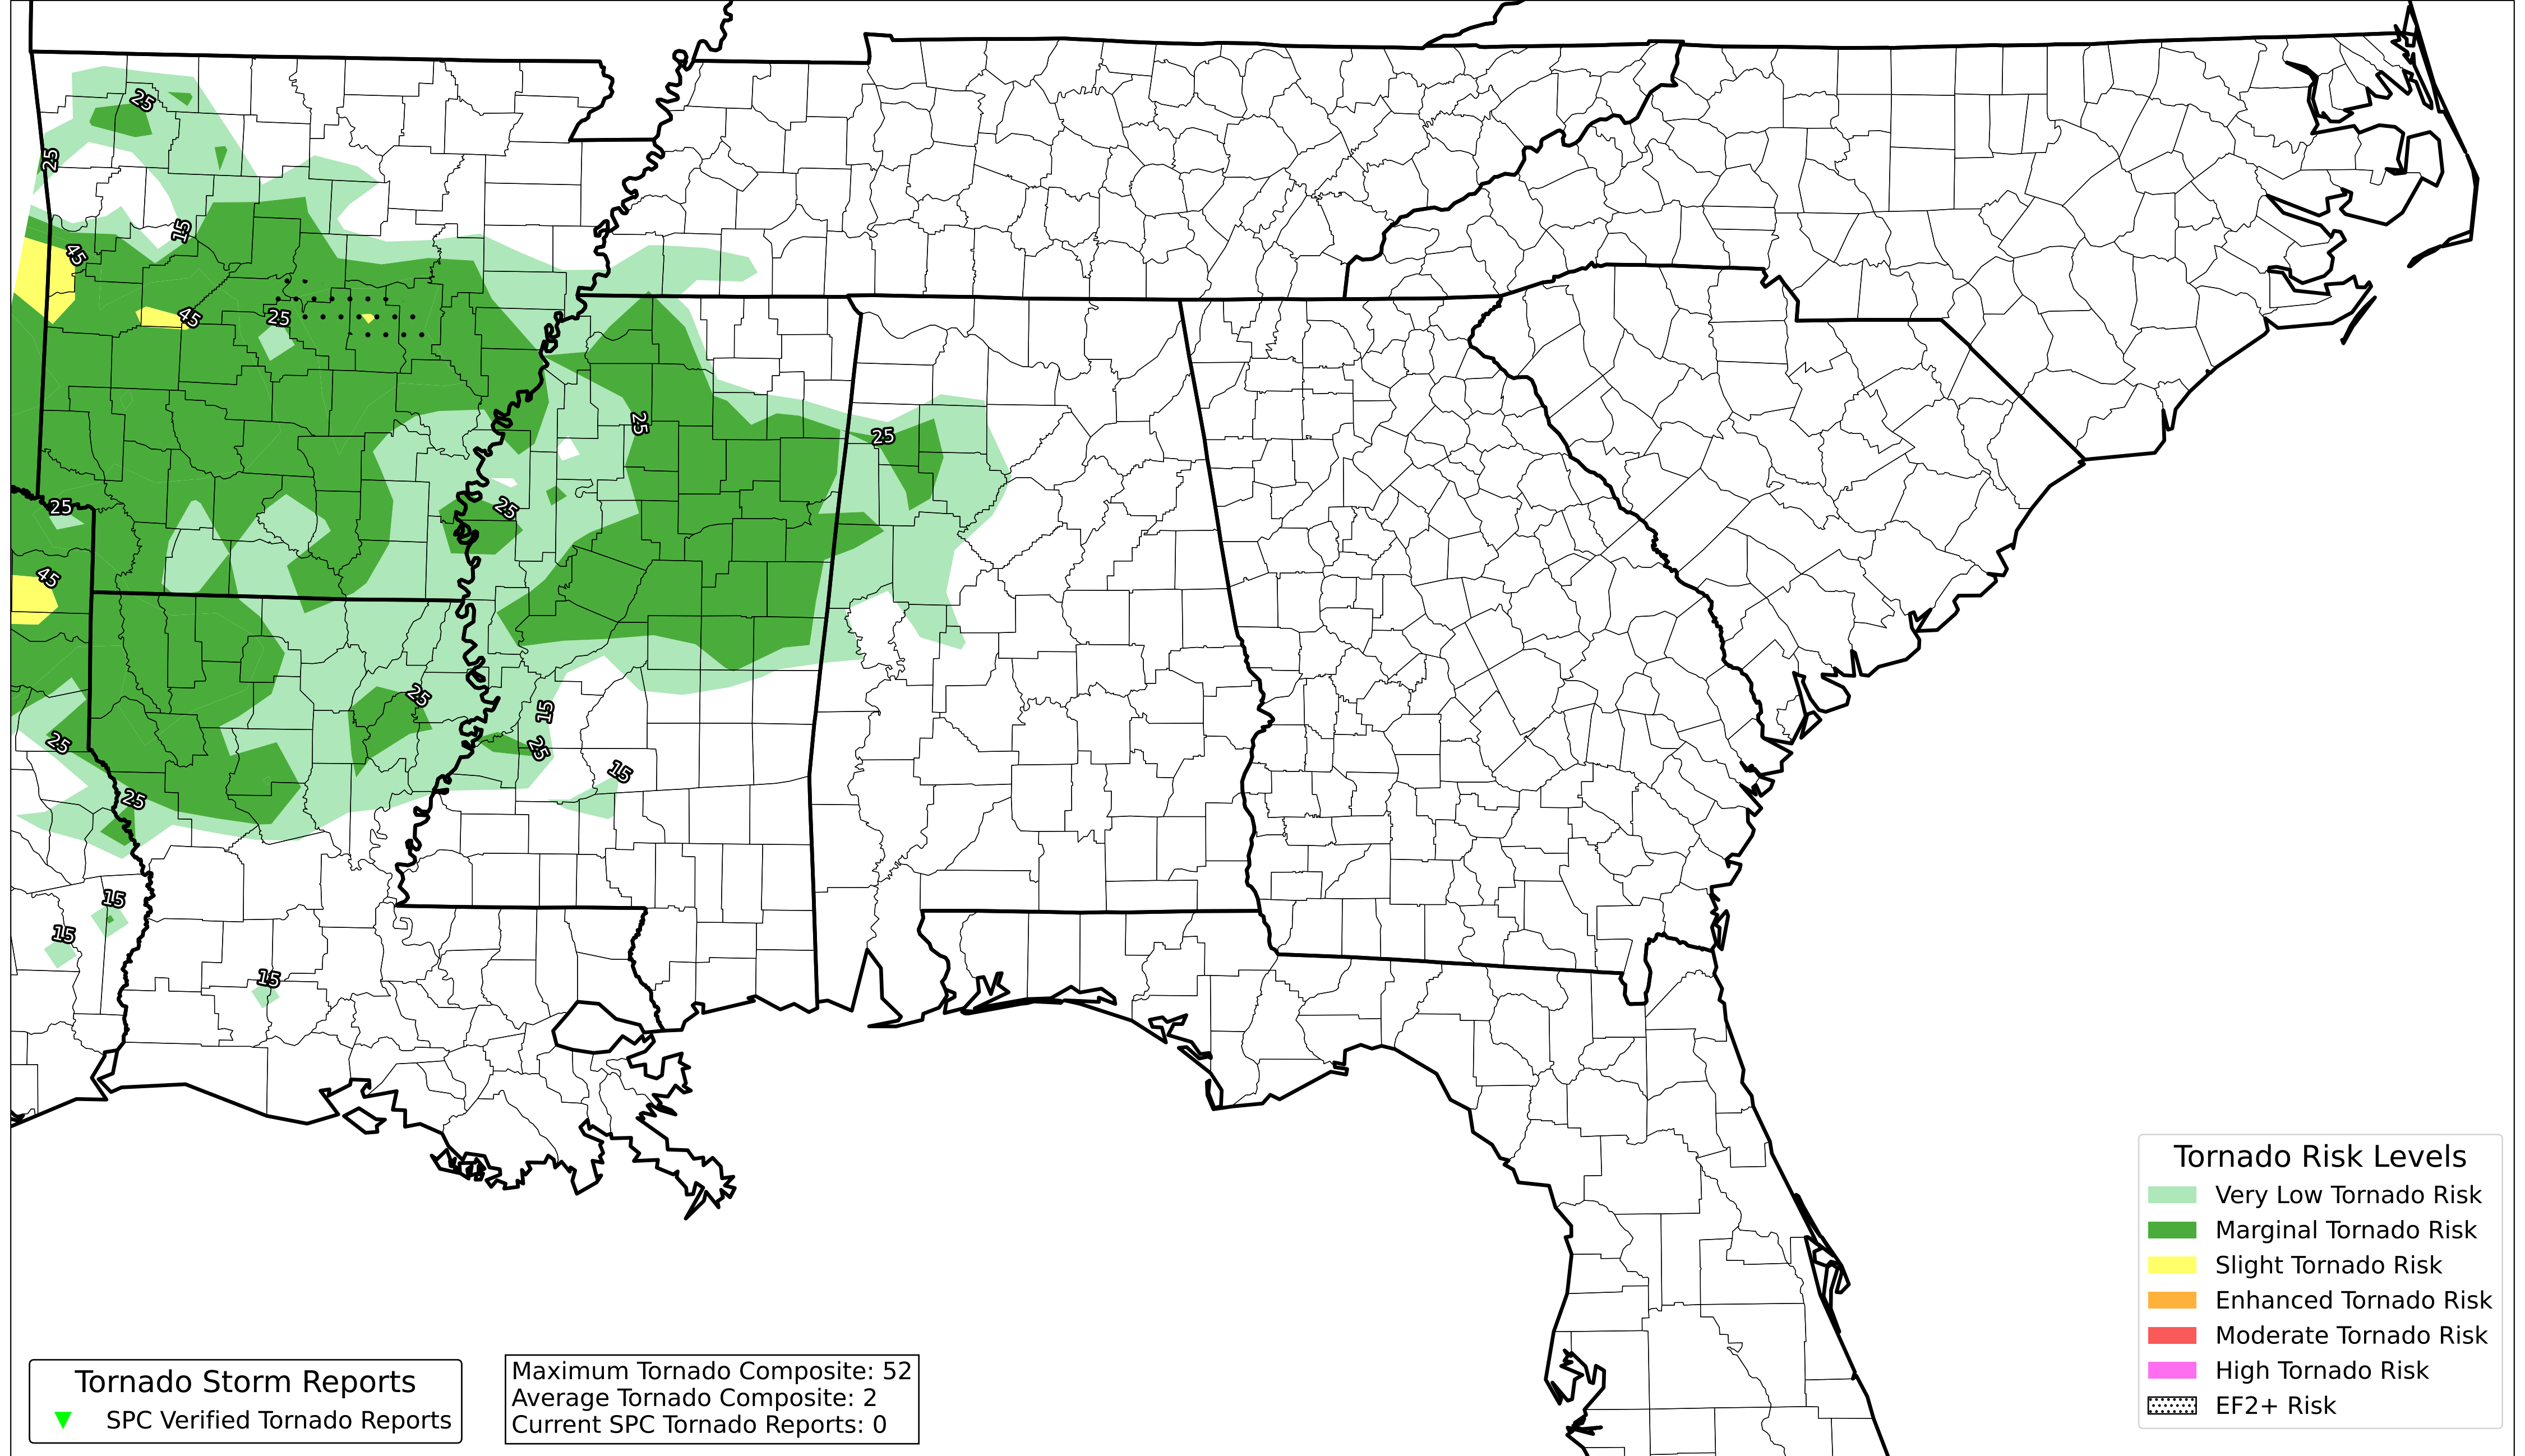 25
25
15
45
45
25
25
25
25
25
45
25
15
25
25
15
25
15
15
15
Tornado Risk Levels
Very Low Tornado Risk
Marginal Tornado Risk
Slight Tornado Risk
Enhanced Tornado Risk
Moderate Tornado Risk
High Tornado Risk
EF2+ Risk
Tornado Storm Reports
SPC Verified Tornado Reports
Maximum Tornado Composite: 52
Average Tornado Composite: 2
Current SPC Tornado Reports: 0